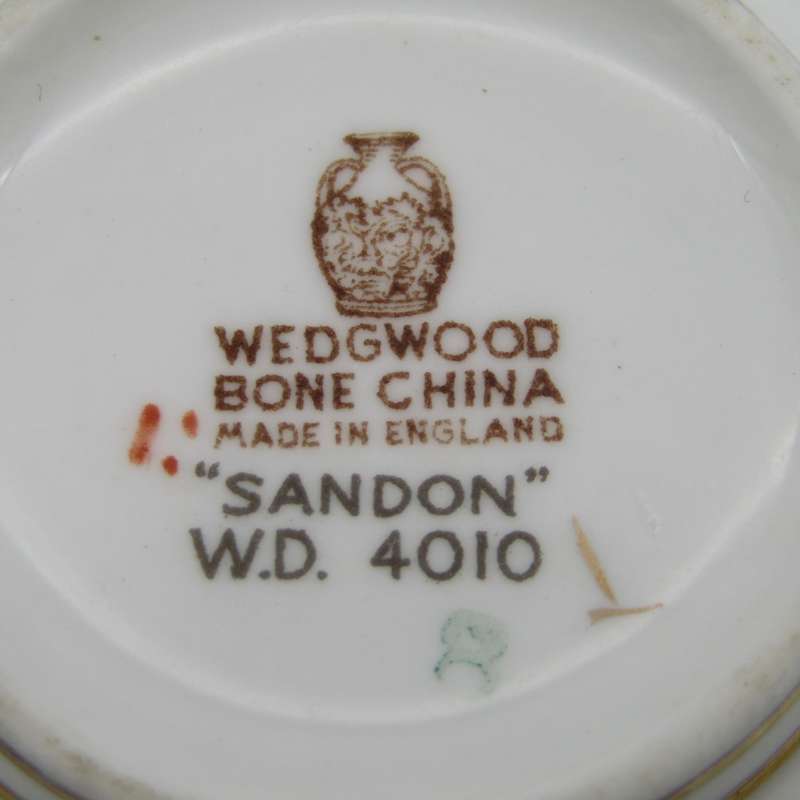 WEDGWOOD
BONE CHINA
MADE IN ENGLAND
"SANDON"
W.D. 4010